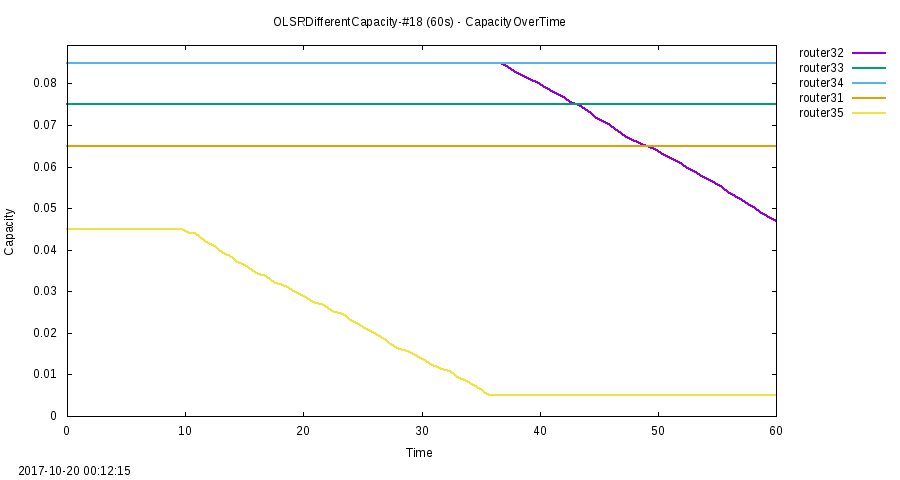 OLSRDifferentCapacity-#18 (60s) - CapacityOverTime
router32
router33
router34
router31
router35
0.08
0.07
0.06
0.05
0.04
0.03
0.02
0.01
0
Capacity
0 10 20 30 40 50 60
Time
2017-10-20 00:12:15